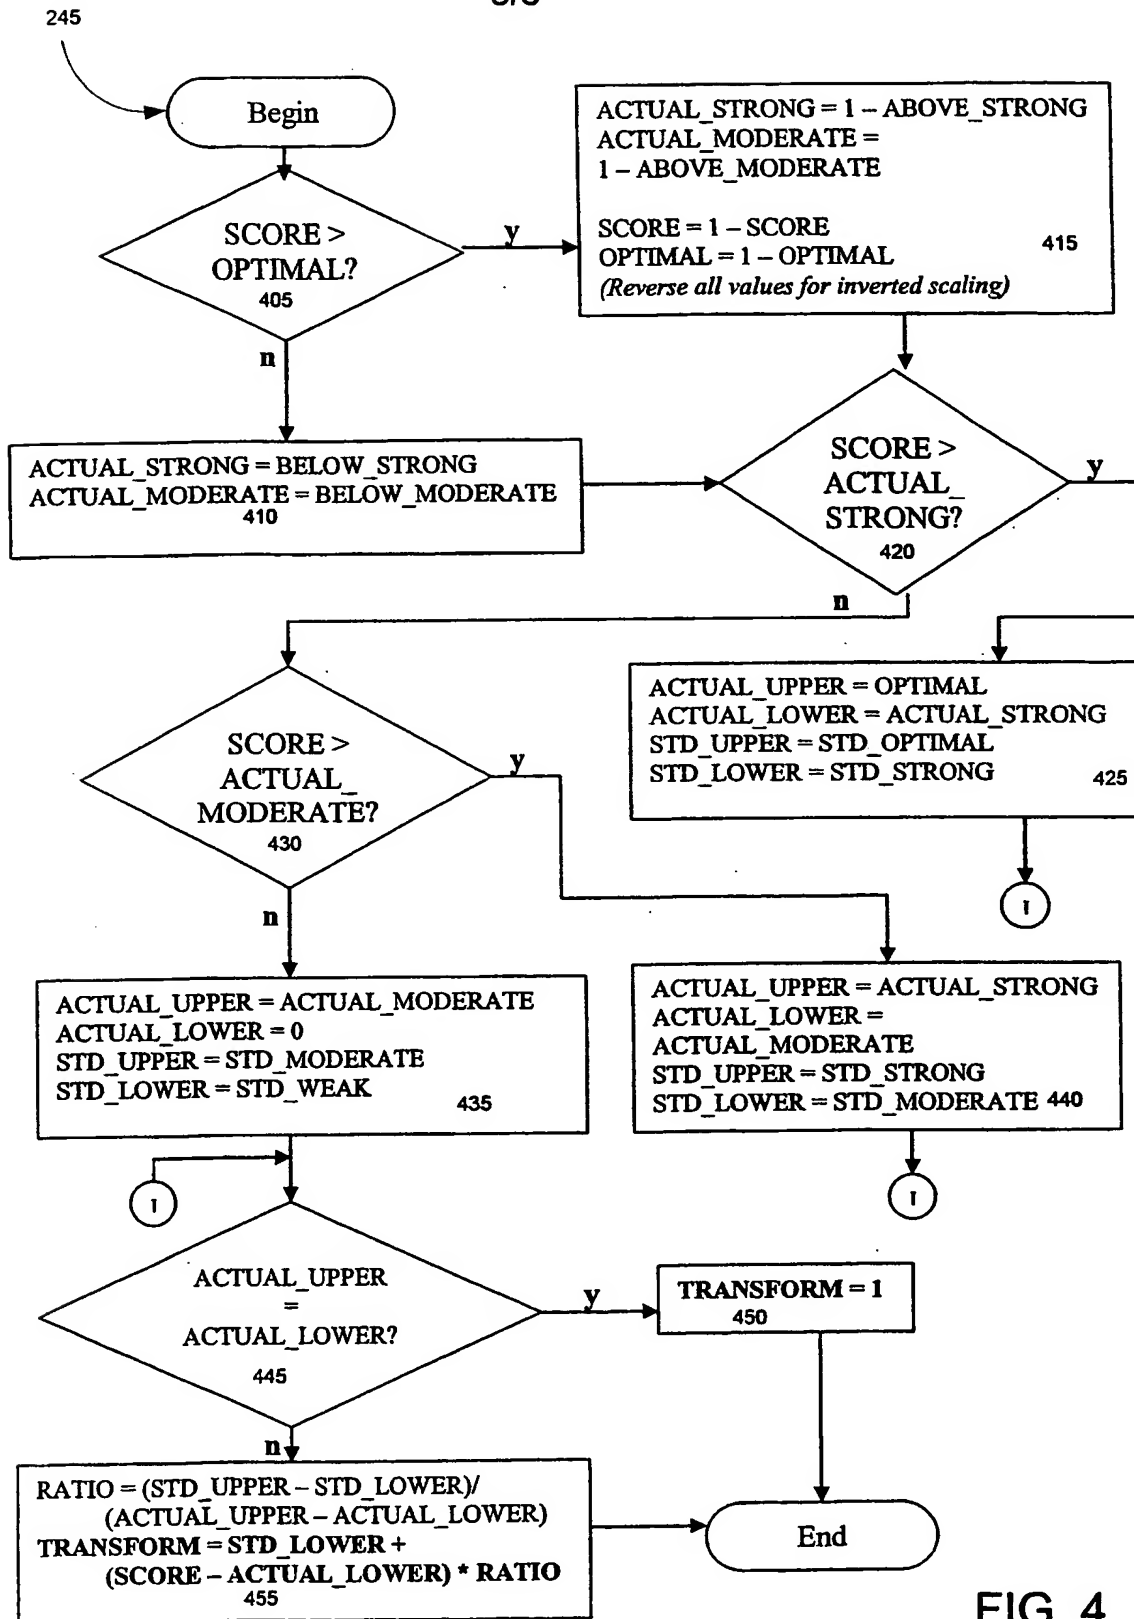 245
Begin
SCORE >
OPTIMAL?
405
y
n
ACTUAL_STRONG = 1 – ABOVE_STRONG
ACTUAL_MODERATE =
1 – ABOVE_MODERATE
SCORE = 1 – SCORE
OPTIMAL = 1 – OPTIMAL
(Reverse all values for inverted scaling)
415
ACTUAL_STRONG = BELOW_STRONG
ACTUAL_MODERATE = BELOW_MODERATE
410
SCORE >
ACTUAL_
STRONG?
420
y
n
ACTUAL_UPPER = OPTIMAL
ACTUAL_LOWER = ACTUAL_STRONG
STD_UPPER = STD_OPTIMAL
STD_LOWER = STD_STRONG
425
1
SCORE >
ACTUAL_
MODERATE?
430
y
n
ACTUAL_UPPER = ACTUAL_MODERATE
ACTUAL_LOWER = 0
STD_UPPER = STD_MODERATE
STD_LOWER = STD_WEAK
435
ACTUAL_UPPER = ACTUAL_STRONG
ACTUAL_LOWER =
ACTUAL_MODERATE
STD_UPPER = STD_STRONG
STD_LOWER = STD_MODERATE 440
1
1
ACTUAL_UPPER
=
ACTUAL_LOWER?
445
y
n
TRANSFORM = 1
450
RATIO = (STD_UPPER – STD_LOWER)/
(ACTUAL_UPPER – ACTUAL_LOWER)
TRANSFORM = STD_LOWER +
(SCORE – ACTUAL_LOWER) * RATIO
455
End
FIG. 4